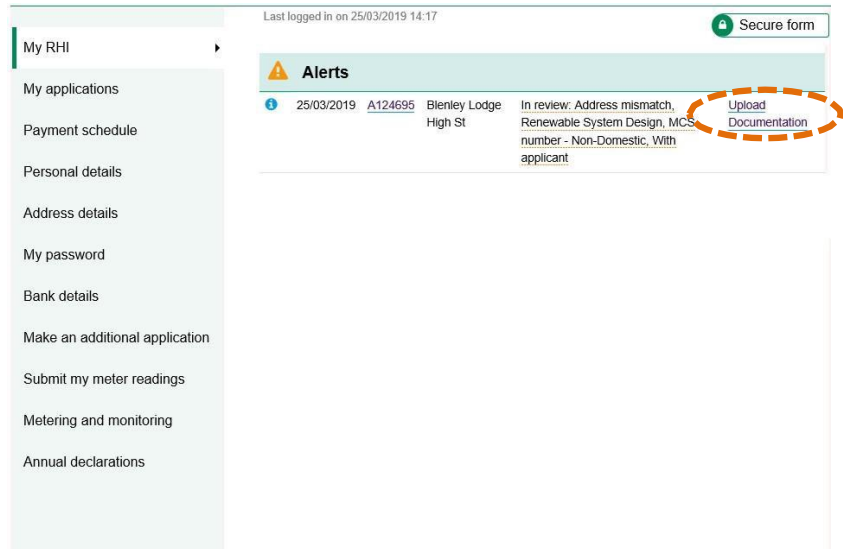 Last logged in on 25/03/2019 14:17
Secure form
My RHI
My applications
Payment schedule
Personal details
Address details
My password
Bank details
Make an additional application
Submit my meter readings
Metering and monitoring
Annual declarations
Alerts
25/03/2019 A124695 Blenley Lodge In review: Address mismatch, Upload
High St Renewable System Design, MCS Documentation
number - Non-Domestic, With
applicant